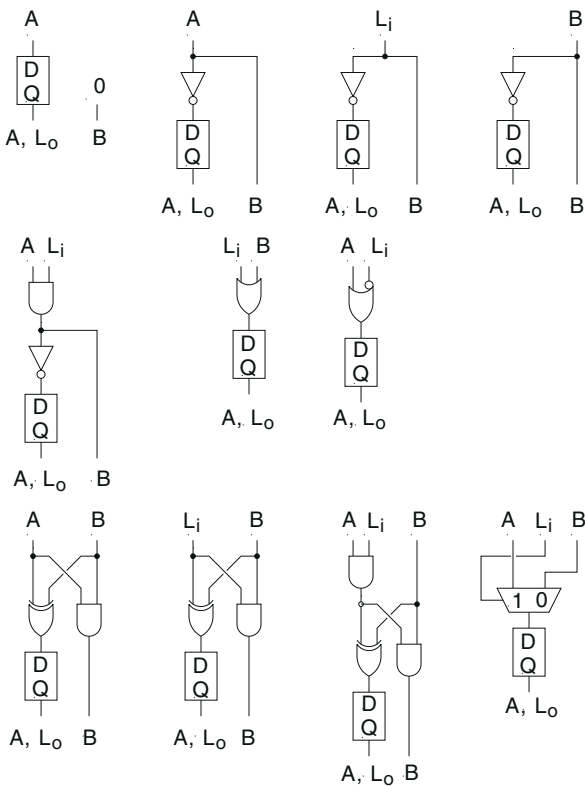 A A Lᵢ B
D
Q 0
A, Lₒ B
D D D
Q Q Q
A, Lₒ B A, Lₒ B A, Lₒ B
A Lᵢ Lᵢ B A Lᵢ
D D
Q Q
D
Q
A, Lₒ A, Lₒ
A, Lₒ B
A B Lᵢ B A Lᵢ B A Lᵢ B
1 0
D D D
Q Q Q
D
Q
A, Lₒ
A, Lₒ B A, Lₒ B
A, Lₒ B